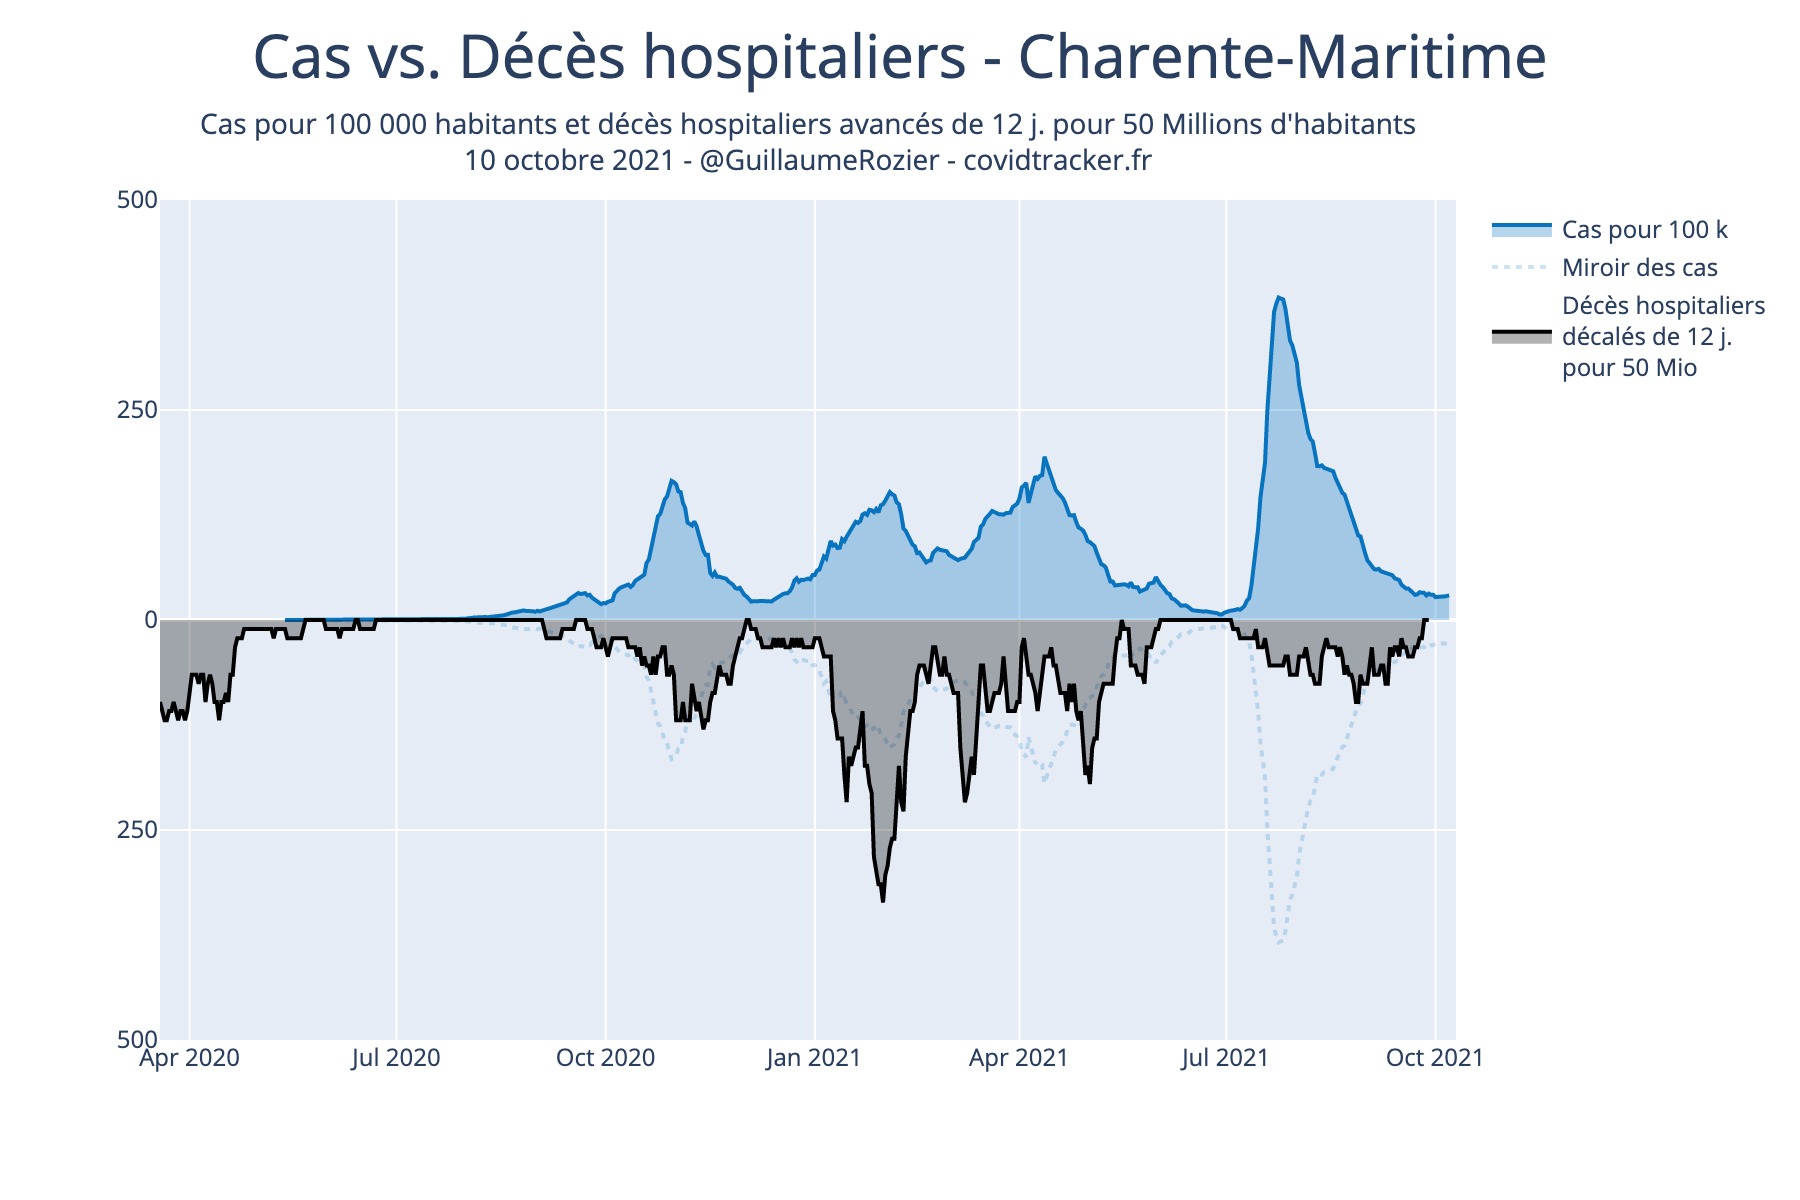 Cas vs. Décès hospitaliers - Charente-Maritime
Cas pour 100 000 habitants et décès hospitaliers avancés de 12 j. pour 50 Millions d'habitants
10 octobre 2021 - @GuillaumeRozier - covidtracker.fr
500
250
0
250
500
Apr 2020
Jul 2020
Oct 2020
Jan 2021
Apr 2021
Jul 2021
Oct 2021
Cas pour 100 k
Miroir des cas
Décès hospitaliers
décalés de 12 j.
pour 50 Mio